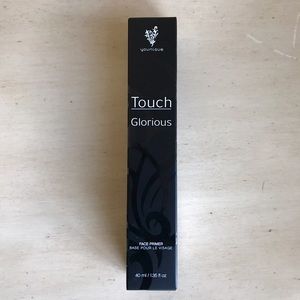 younique
Touch
Glorious
FACE PRIMER
BASE POUR LE VISAGE
40 ml / 1.35 fl oz